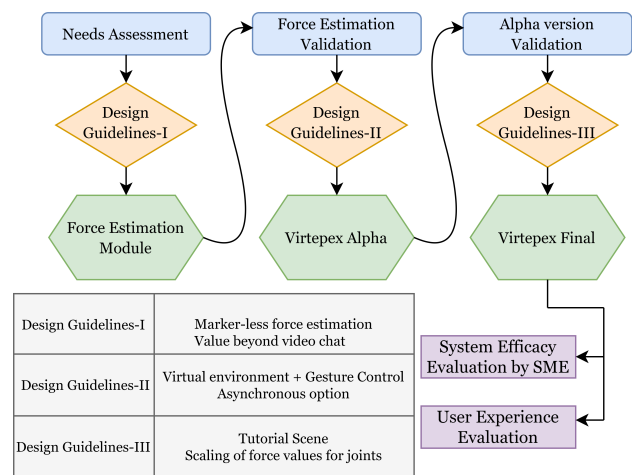 Needs Assessment
Force Estimation
Validation
Alpha version
Validation
Design
Guidelines-I
Design
Guidelines-II
Design
Guidelines-III
Force Estimation
Module
Virtepex Alpha
Virtepex Final
Design Guidelines-I
Marker-less force estimation
Value beyond video chat
Design Guidelines-II
Virtual environment + Gesture Control
Asynchronous option
Design Guidelines-III
Tutorial Scene
Scaling of force values for joints
System Efficacy
Evaluation by SME
User Experience
Evaluation